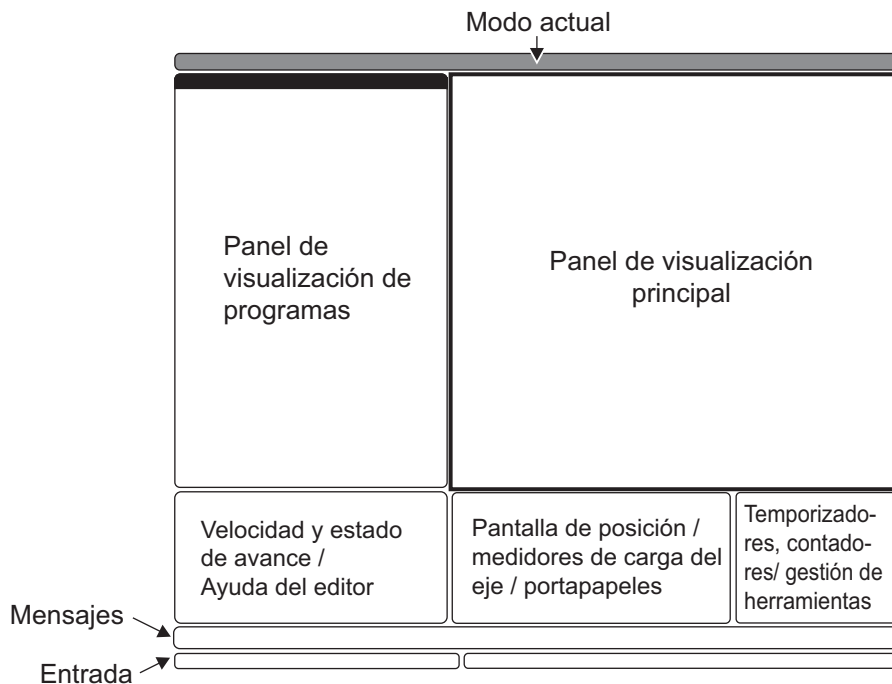 Modo actual
Panel de
visualización de
programas
Panel de visualización
principal
Velocidad y estado
de avance /
Ayuda del editor
Pantalla de posición /
medidores de carga del
eje / portapapeles
Temporizado-
res, contado-
res/ gestión de
herramientas
Mensajes
Entrada